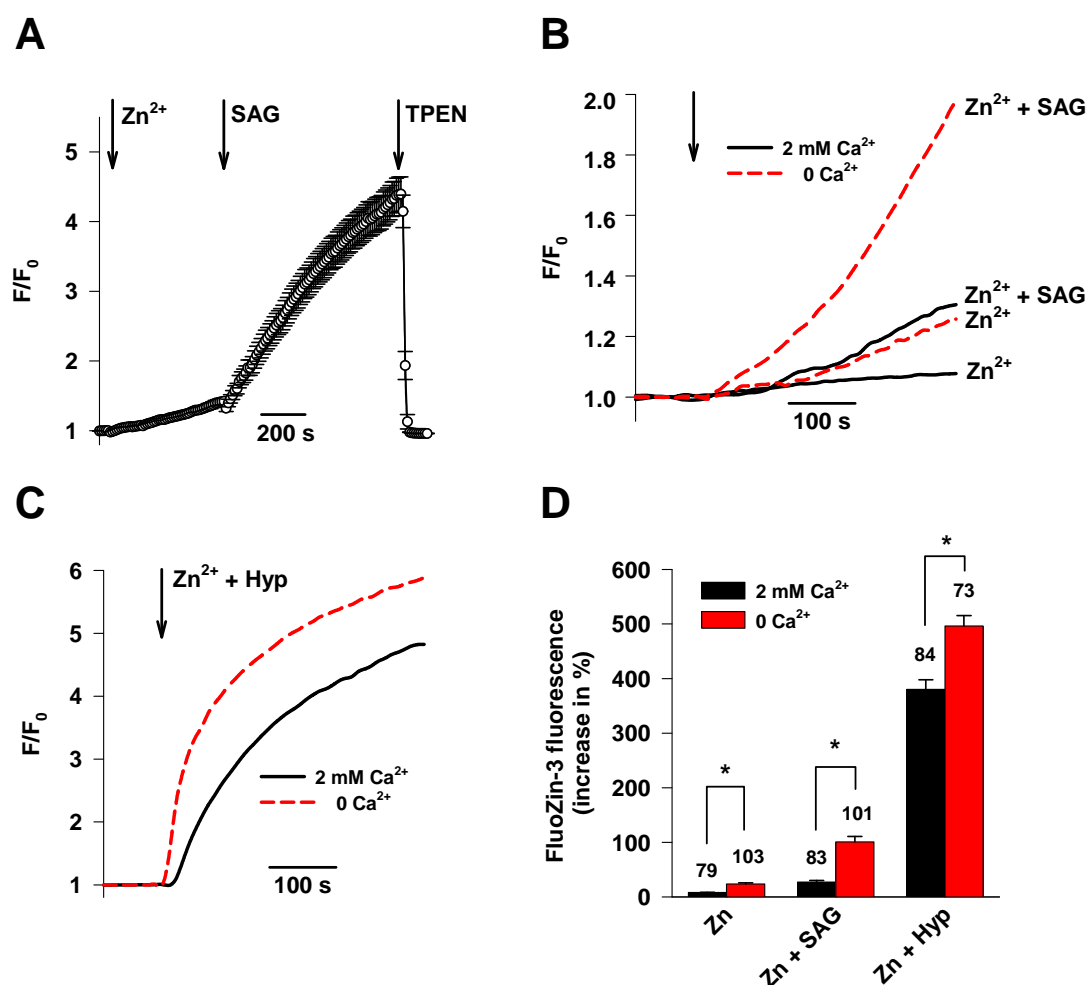 A
Zn²⁺
SAG
TPEN
5
4
3
2
1
F/F₀
200 s
B
2.0
1.8
1.6
1.4
1.2
1.0
F/F₀
2 mM Ca²⁺
0 Ca²⁺
Zn²⁺ + SAG
Zn²⁺ + SAG
Zn²⁺
Zn²⁺
100 s
C
6
5
4
3
2
1
F/F₀
Zn²⁺ + Hyp
2 mM Ca²⁺
0 Ca²⁺
100 s
D
600
500
400
300
200
100
0
FluoZin-3 fluorescence
(increase in %)
2 mM Ca²⁺
0 Ca²⁺
*
79
103
*
83
101
*
84
73
Zn
Zn + SAG
Zn + Hyp